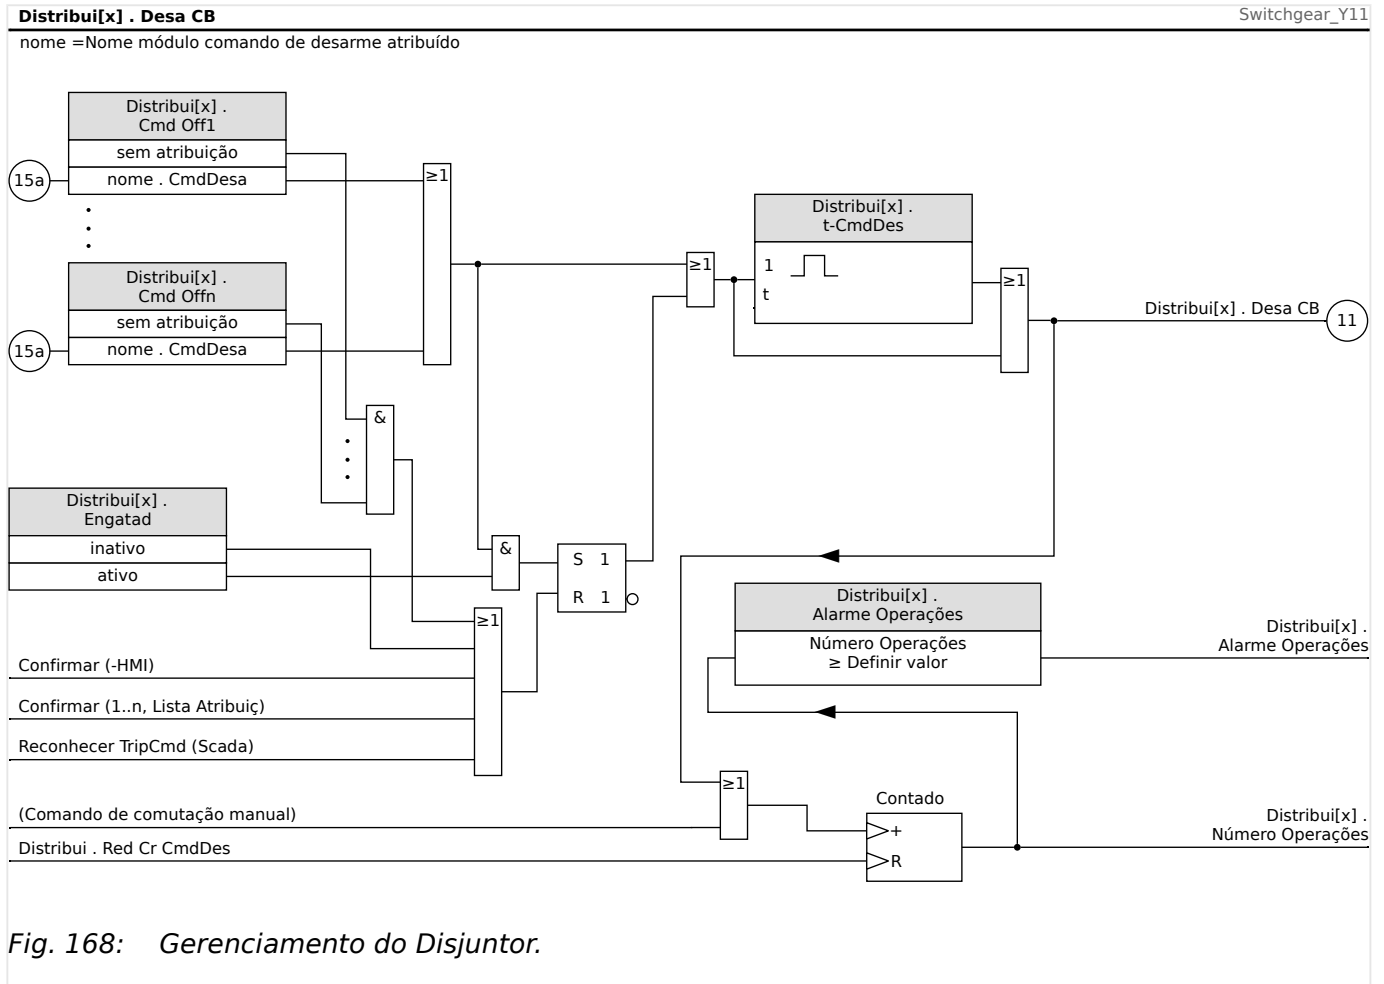 Distribui[x] . Desa CB
Switchgear_Y11
nome =Nome módulo comando de desarme atribuído
Distribui[x] .
Cmd Off1
sem atribuição
15a
nome . CmdDesa
≥1
Distribui[x] .
t-CmdDes
1
t
≥1
≥1
Distribui[x] .
Cmd Offn
sem atribuição
15a
nome . CmdDesa
Distribui[x] . Desa CB
11
&
Distribui[x] .
Engatad
inativo
ativo
&
S 1
R 1
≥1
Distribui[x] .
Alarme Operações
Número Operações
≥ Definir valor
Distribui[x] .
Alarme Operações
Confirmar (-HMI)
Confirmar (1..n, Lista Atribuiç)
Reconhecer TripCmd (Scada)
≥1
(Comando de comutação manual)
Distribui . Red Cr CmdDes
Contado
+
R
Distribui[x] .
Número Operações
Fig. 168: Gerenciamento do Disjuntor.